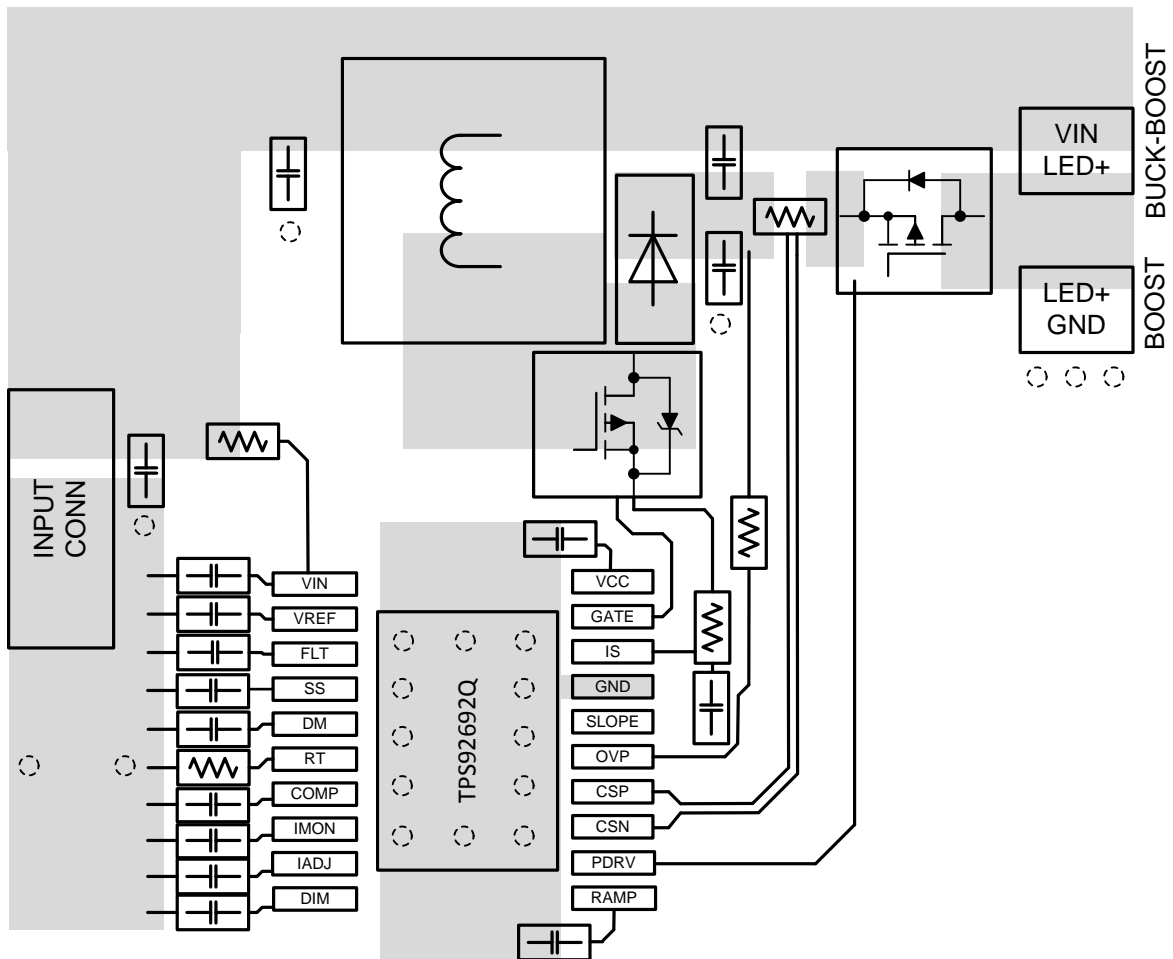 VIN
LED+
BUCK-BOOST
LED+
GND
BOOST
INPUT
CONN
VIN
VREF
FLT
SS
DM
RT
COMP
IMON
IADJ
DIM
TPS92692Q
VCC
GATE
IS
GND
SLOPE
OVP
CSP
CSN
PDRV
RAMP